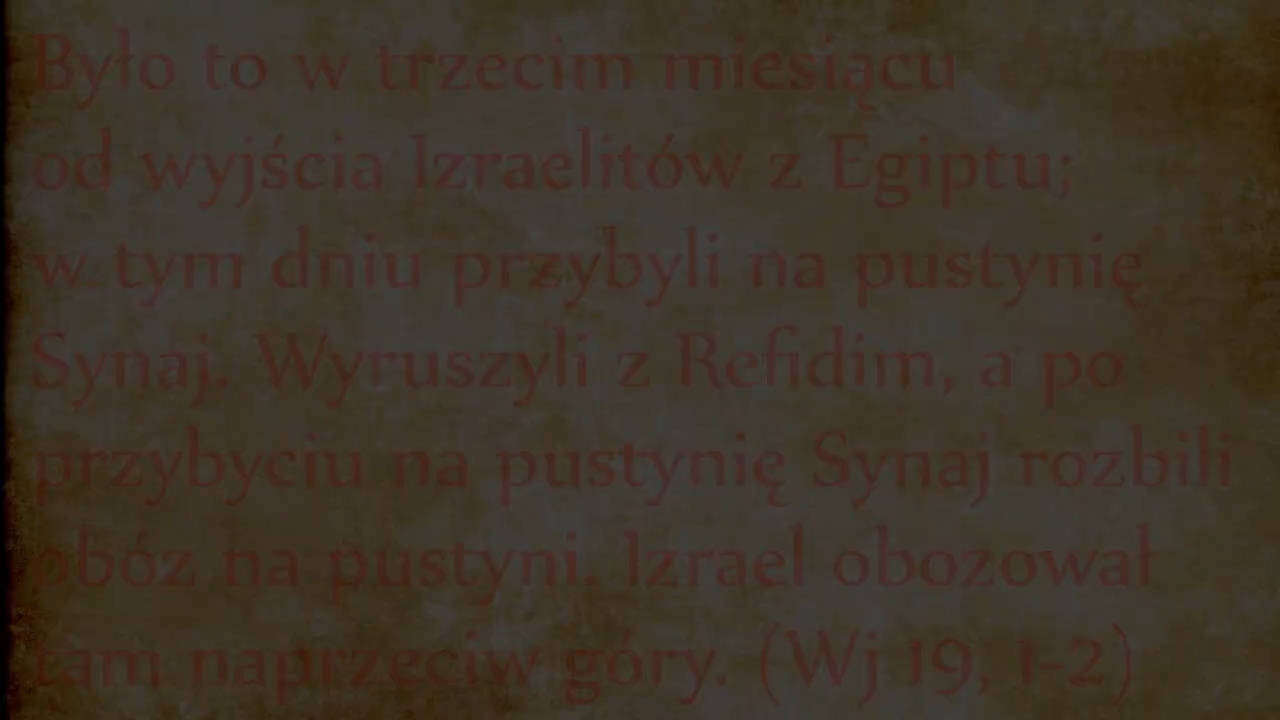 Było to w trzecim miesiącu
od wyjścia Izraelitów z Egiptu;
w tym dniu przybyli na pustynię
Synaj. Wyruszyli z Refidim, a po
przybyciu na pustynię Synaj rozbili
obóz na pustyni. Izrael obozował
tam naprzeciw góry. (Wj 19, 1-2)